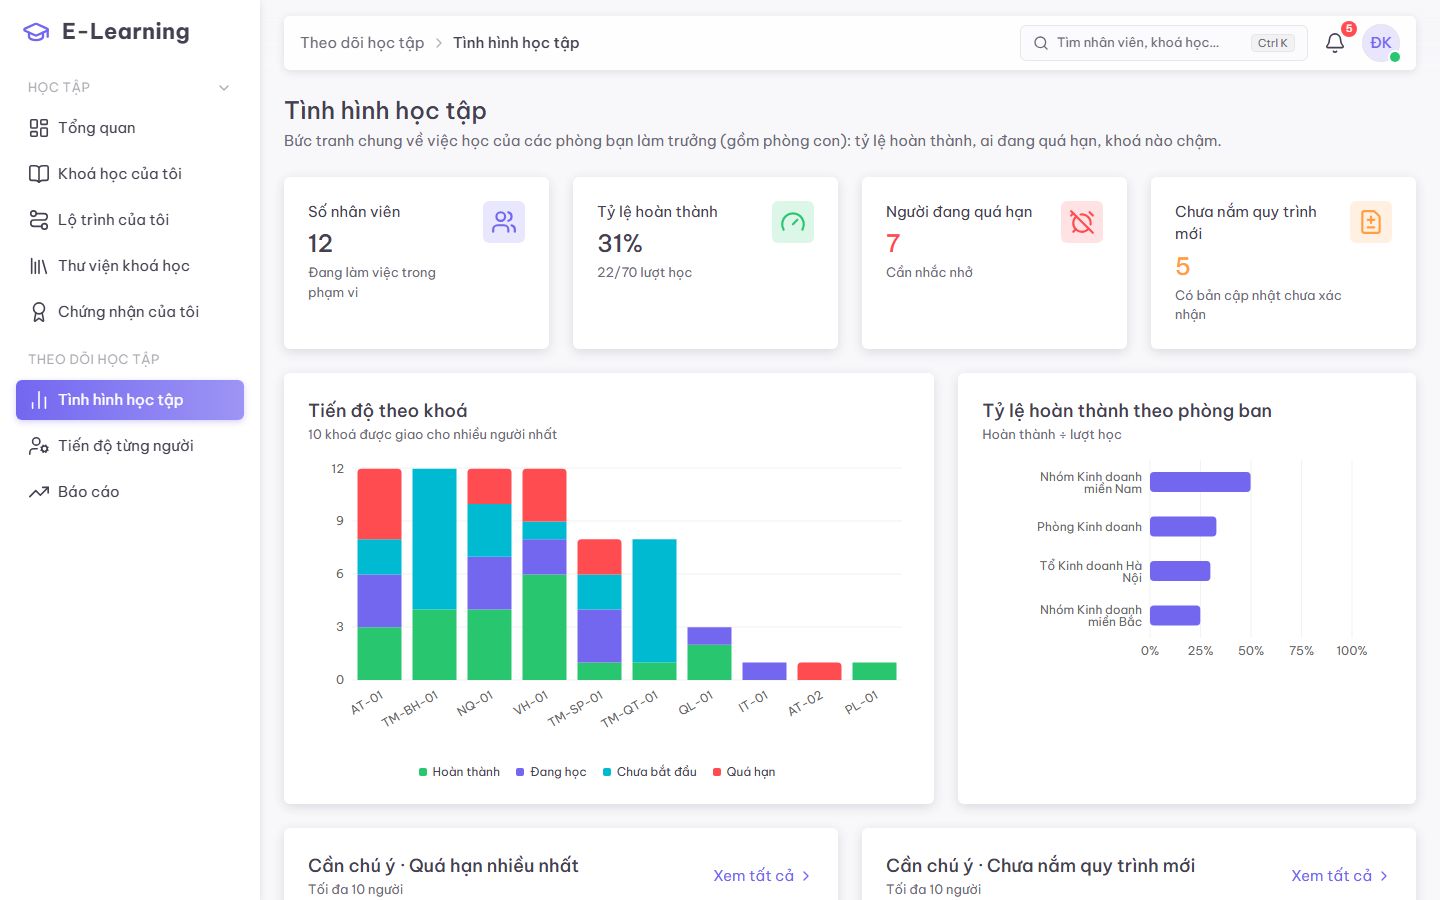 E-Learning
HỌC TẬP
Tổng quan
Khoá học của tôi
Lộ trình của tôi
Thư viện khoá học
Chứng nhận của tôi
THEO DÕI HỌC TẬP
Tình hình học tập
Tiến độ từng người
Báo cáo
Theo dõi học tập > Tình hình học tập
Tìm nhân viên, khoá học...
Ctrl K
5
ĐK
Tình hình học tập
Bức tranh chung về việc học của các phòng bạn làm trưởng (gồm phòng con): tỷ lệ hoàn thành, ai đang quá hạn, khoá nào chậm.
Số nhân viên
12
Đang làm việc trong
phạm vi
Tỷ lệ hoàn thành
31%
22/70 lượt học
Người đang quá hạn
7
Cần nhắc nhở
Chưa nắm quy trình
mới
5
Có bản cập nhật chưa xác
nhận
Tiến độ theo khoá
10 khoá được giao cho nhiều người nhất
12
9
6
3
0
AT-01
TM-BH-01
NQ-01
VH-01
TM-SP-01
TM-QT-01
QL-01
IT-01
AT-02
PL-01
Hoàn thành
Đang học
Chưa bắt đầu
Quá hạn
Tỷ lệ hoàn thành theo phòng ban
Hoàn thành ÷ lượt học
Nhóm Kinh doanh
miền Nam
Phòng Kinh doanh
Tổ Kinh doanh Hà
Nội
Nhóm Kinh doanh
miền Bắc
0%
25%
50%
75%
100%
Cần chú ý · Quá hạn nhiều nhất
Tối đa 10 người
Xem tất cả
Cần chú ý · Chưa nắm quy trình mới
Tối đa 10 người
Xem tất cả